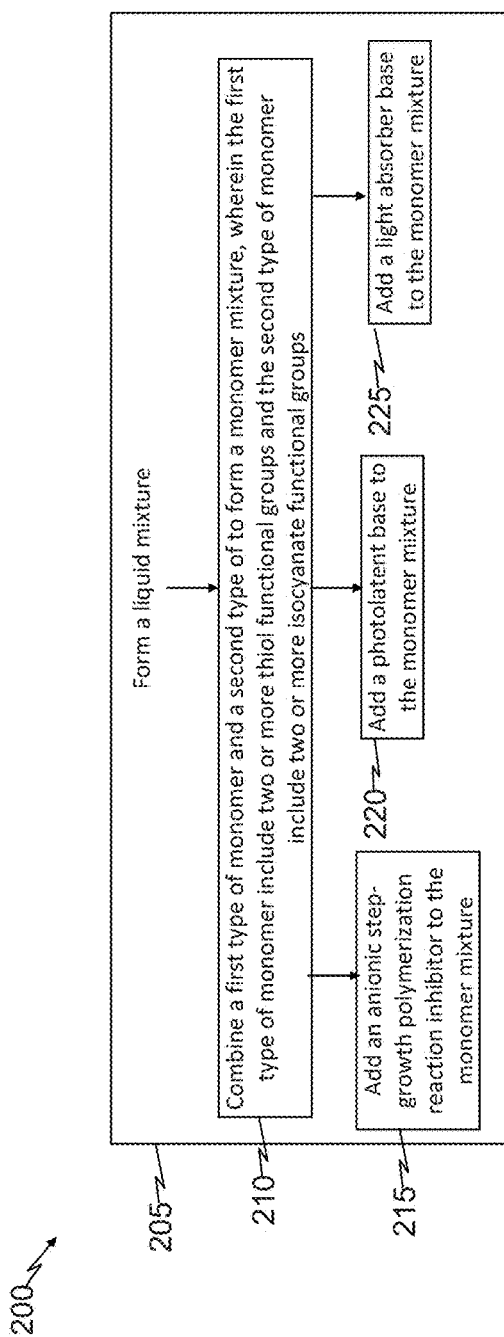 200
205
Form a liquid mixture
210
Combine a first type of monomer and a second type of to form a monomer mixture, wherein the first
type of monomer include two or more thiol functional groups and the second type of monomer
include two or more isocyanate functional groups
215
Add an anionic step-
growth polymerization
reaction inhibitor to the
monomer mixture
220
Add a photolatent base to
the monomer mixture
225
Add a light absorber base
to the monomer mixture